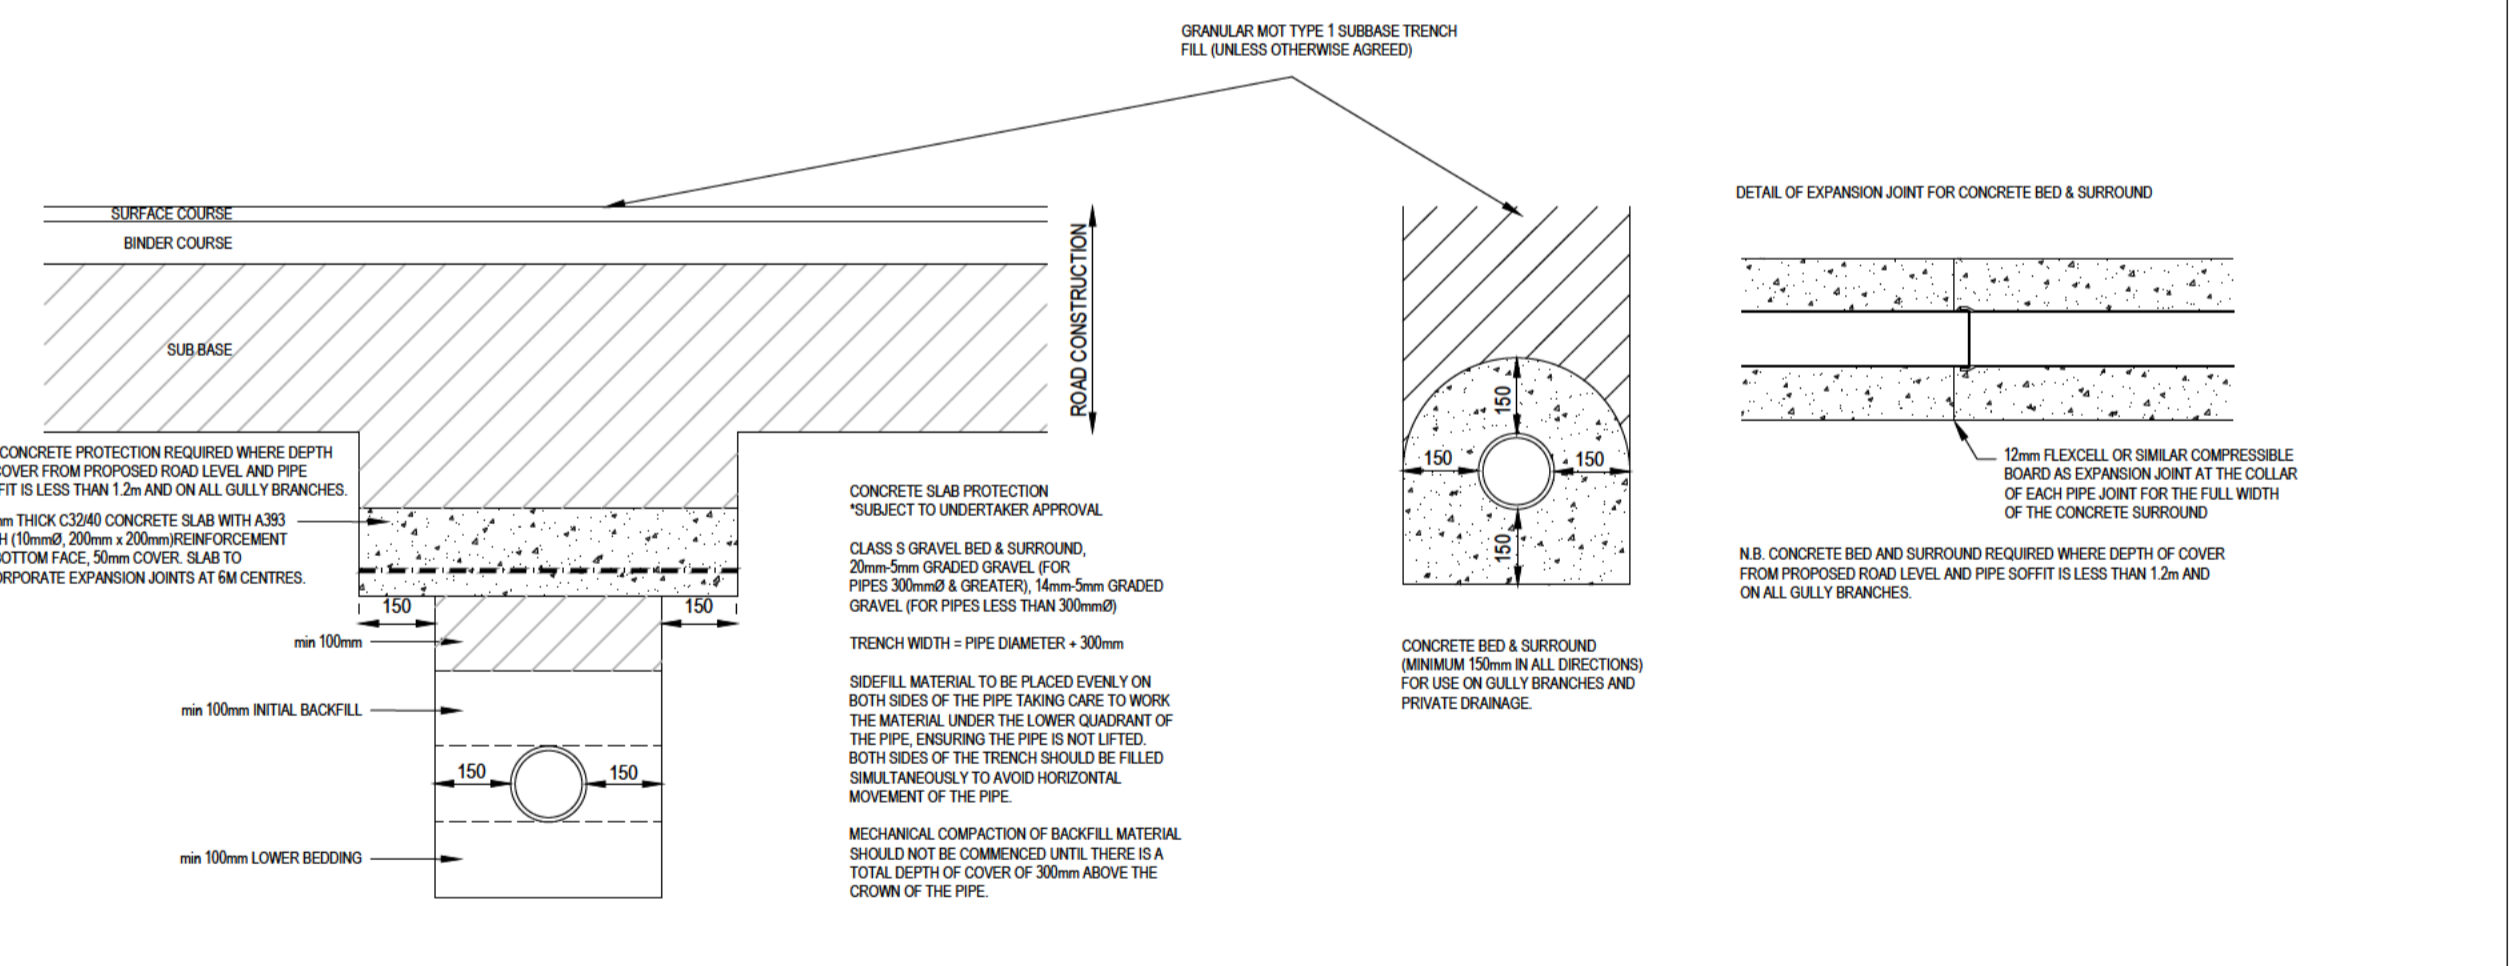 GRANULAR MOT TYPE 1 SUBBASE TRENCH
FILL (UNLESS OTHERWISE AGREED)
SURFACE COURSE
BINDER COURSE
SUB BASE
ROAD CONSTRUCTION
CONCRETE PROTECTION REQUIRED WHERE DEPTH
COVER FROM PROPOSED ROAD LEVEL AND PIPE
IS LESS THAN 1.2m AND ON ALL GULLY BRANCHES.
THICK C32/40 CONCRETE SLAB WITH A393
(10mmØ, 200mm x 200mm)REINFORCEMENT
BOTTOM FACE, 50mm COVER. SLAB TO
EXPANSION JOINTS AT 6M CENTRES.
150
150
min 100mm
min 100mm INITIAL BACKFILL
150
150
min 100mm LOWER BEDDING
CONCRETE SLAB PROTECTION
*SUBJECT TO UNDERTAKER APPROVAL
CLASS S GRAVEL BED & SURROUND,
20mm-5mm GRADED GRAVEL (FOR
PIPES 300mmØ & GREATER), 14mm-5mm GRADED
GRAVEL (FOR PIPES LESS THAN 300mmØ)
TRENCH WIDTH = PIPE DIAMETER + 300mm
SIDEFILL MATERIAL TO BE PLACED EVENLY ON
BOTH SIDES OF THE PIPE TAKING CARE TO WORK
THE MATERIAL UNDER THE LOWER QUADRANT OF
THE PIPE, ENSURING THE PIPE IS NOT LIFTED.
BOTH SIDES OF THE TRENCH SHOULD BE FILLED
SIMULTANEOUSLY TO AVOID HORIZONTAL
MOVEMENT OF THE PIPE.
MECHANICAL COMPACTION OF BACKFILL MATERIAL
SHOULD NOT BE COMMENCED UNTIL THERE IS A
TOTAL DEPTH OF COVER OF 300mm ABOVE THE
CROWN OF THE PIPE.
150
150
150
150
CONCRETE BED & SURROUND
(MINIMUM 150mm IN ALL DIRECTIONS)
FOR USE ON GULLY BRANCHES AND
PRIVATE DRAINAGE.
DETAIL OF EXPANSION JOINT FOR CONCRETE BED & SURROUND
12mm FLEXCELL OR SIMILAR COMPRESSIBLE
BOARD AS EXPANSION JOINT AT THE COLLAR
OF EACH PIPE JOINT FOR THE FULL WIDTH
OF THE CONCRETE SURROUND
N.B. CONCRETE BED AND SURROUND REQUIRED WHERE DEPTH OF COVER
FROM PROPOSED ROAD LEVEL AND PIPE SOFFIT IS LESS THAN 1.2m AND
ON ALL GULLY BRANCHES.